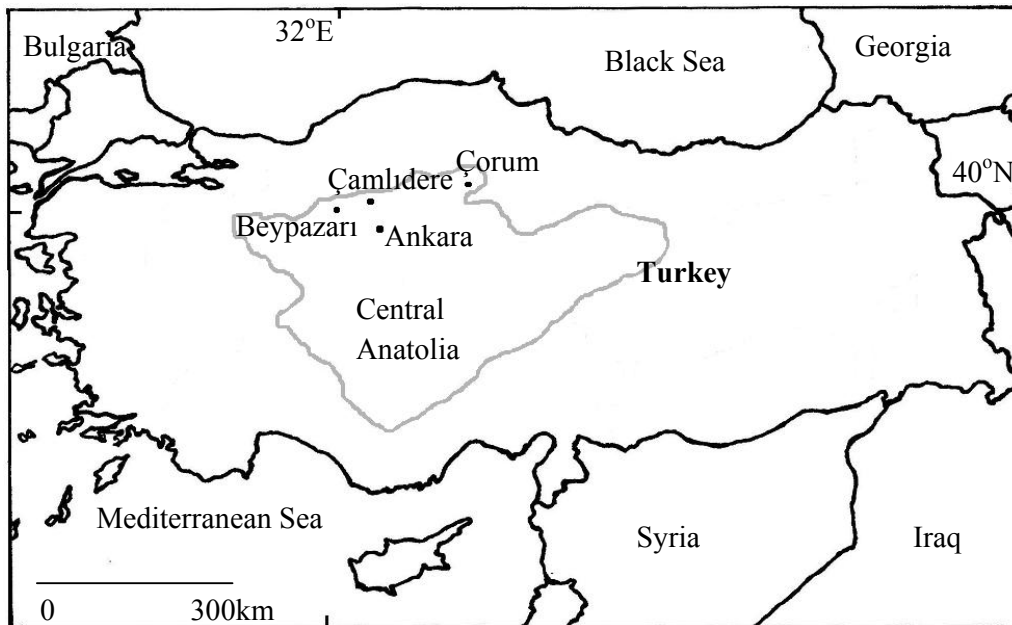 32°E
Bulgaria
Black Sea
Georgia
Çorum
40°N
Çamlıdere
Beypazarı
Ankara
Turkey
Central
Anatolia
Mediterranean Sea
Syria
Iraq
0 300km